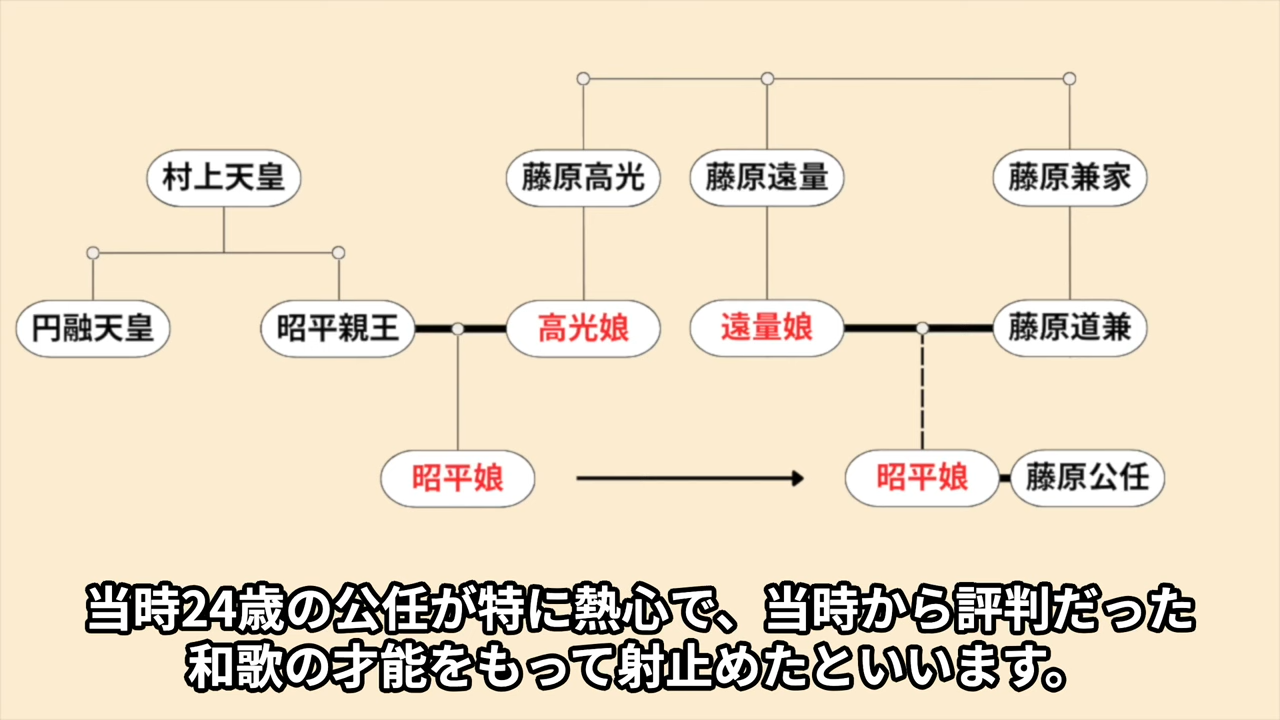 村上天皇
藤原高光
藤原遠量
藤原兼家
円融天皇
昭平親王
高光娘
遠量娘
藤原道兼
昭平娘
昭平娘
藤原公任
当時24歳の公任が特に熱心で、当時から評判だった
和歌の才能をもって射止めたといいます。